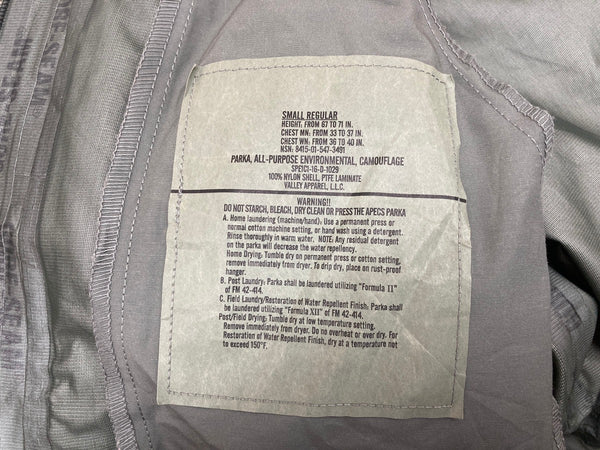 SMALL REGULAR
HEIGHT: FROM 67 TO 71 IN.
CHEST MN: FROM 33 TO 37 IN.
CHEST WN: FROM 36 TO 40 IN.
NSN: 8415-01-547-3491
PARKA, ALL-PURPOSE ENVIRONMENTAL, CAMOUFLAGE
SPE1C1-16-D-1029
100% NYLON SHELL, PTFE LAMINATE
VALLEY APPAREL, L.L.C.
WARNING!!
DO NOT STARCH, BLEACH, DRY CLEAN OR PRESS THE APECS PARKA
A. Home laundering (machine/hand): Use a permanent press or
normal cotton machine setting, or hand wash using a detergent.
Rinse thoroughly in warm water. NOTE: Any residual detergent
on the parka will decrease the water repellency.
Home Drying: Tumble dry on permanent press or cotton setting,
remove immediately from dryer. To drip dry, place on rust-proof
hanger.
B. Post Laundry: Parka shall be laundered utilizing "Formula II"
of FM 42-414.
C. Field Laundry/Restoration of Water Repellent Finish: Parka shall
be laundered utilizing "Formula XII" of FM 42-414.
Post/Field Drying: Tumble dry at low temperature setting.
Remove immediately from dryer. Do no overheat or over dry. For
Restoration of Water Repellent Finish, dry at a temperature not
to exceed 150°F.